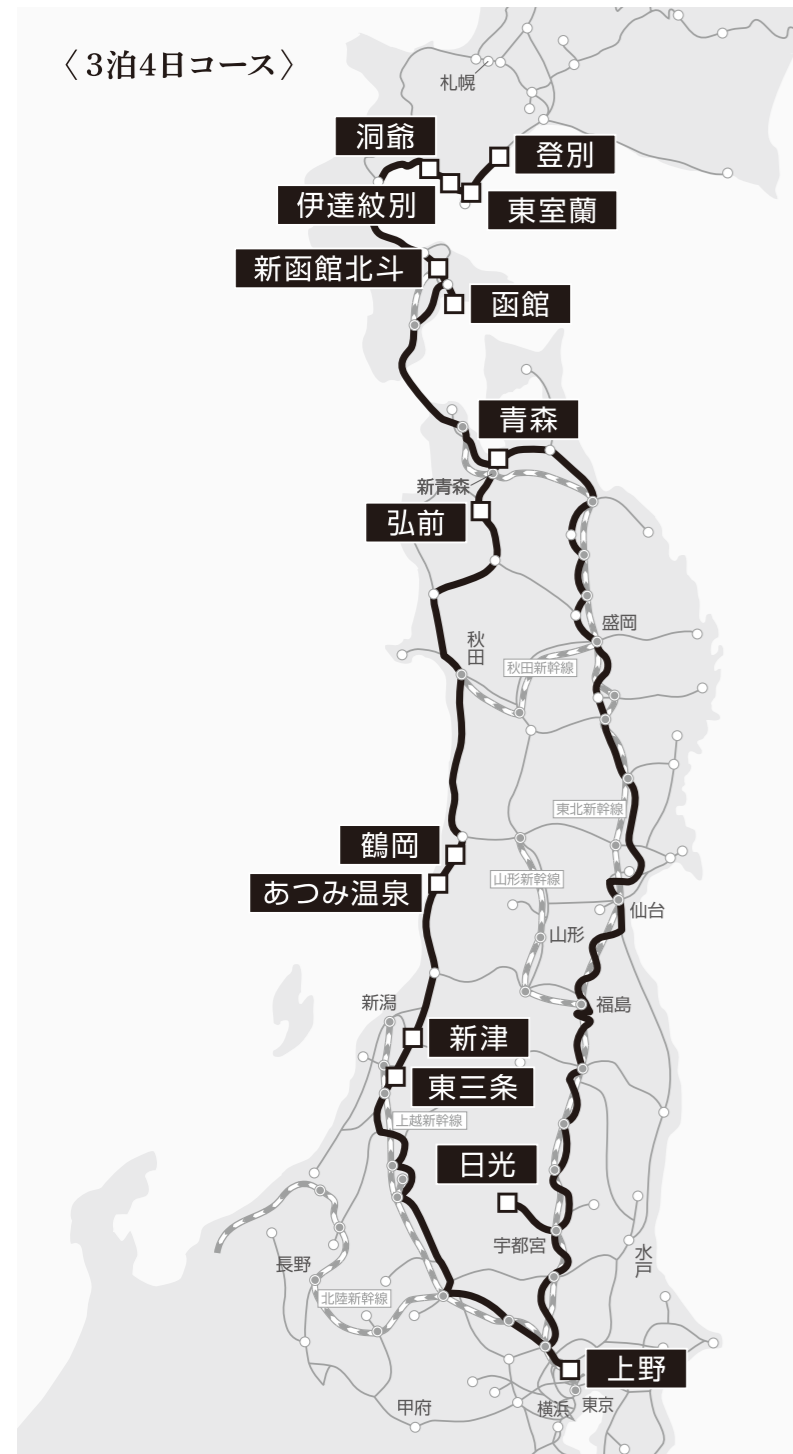 〈 3泊4日コース〉
札幌
洞爺
登別
伊達紋別
東室蘭
新函館北斗
函館
青森
新青森
弘前
盛岡
秋田
秋田新幹線
東北新幹線
鶴岡
山形新幹線
あつみ温泉
仙台
山形
新潟
福島
新津
東三条
上越新幹線
日光
宇都宮
水戸
長野
北陸新幹線
上野
甲府
横浜
東京